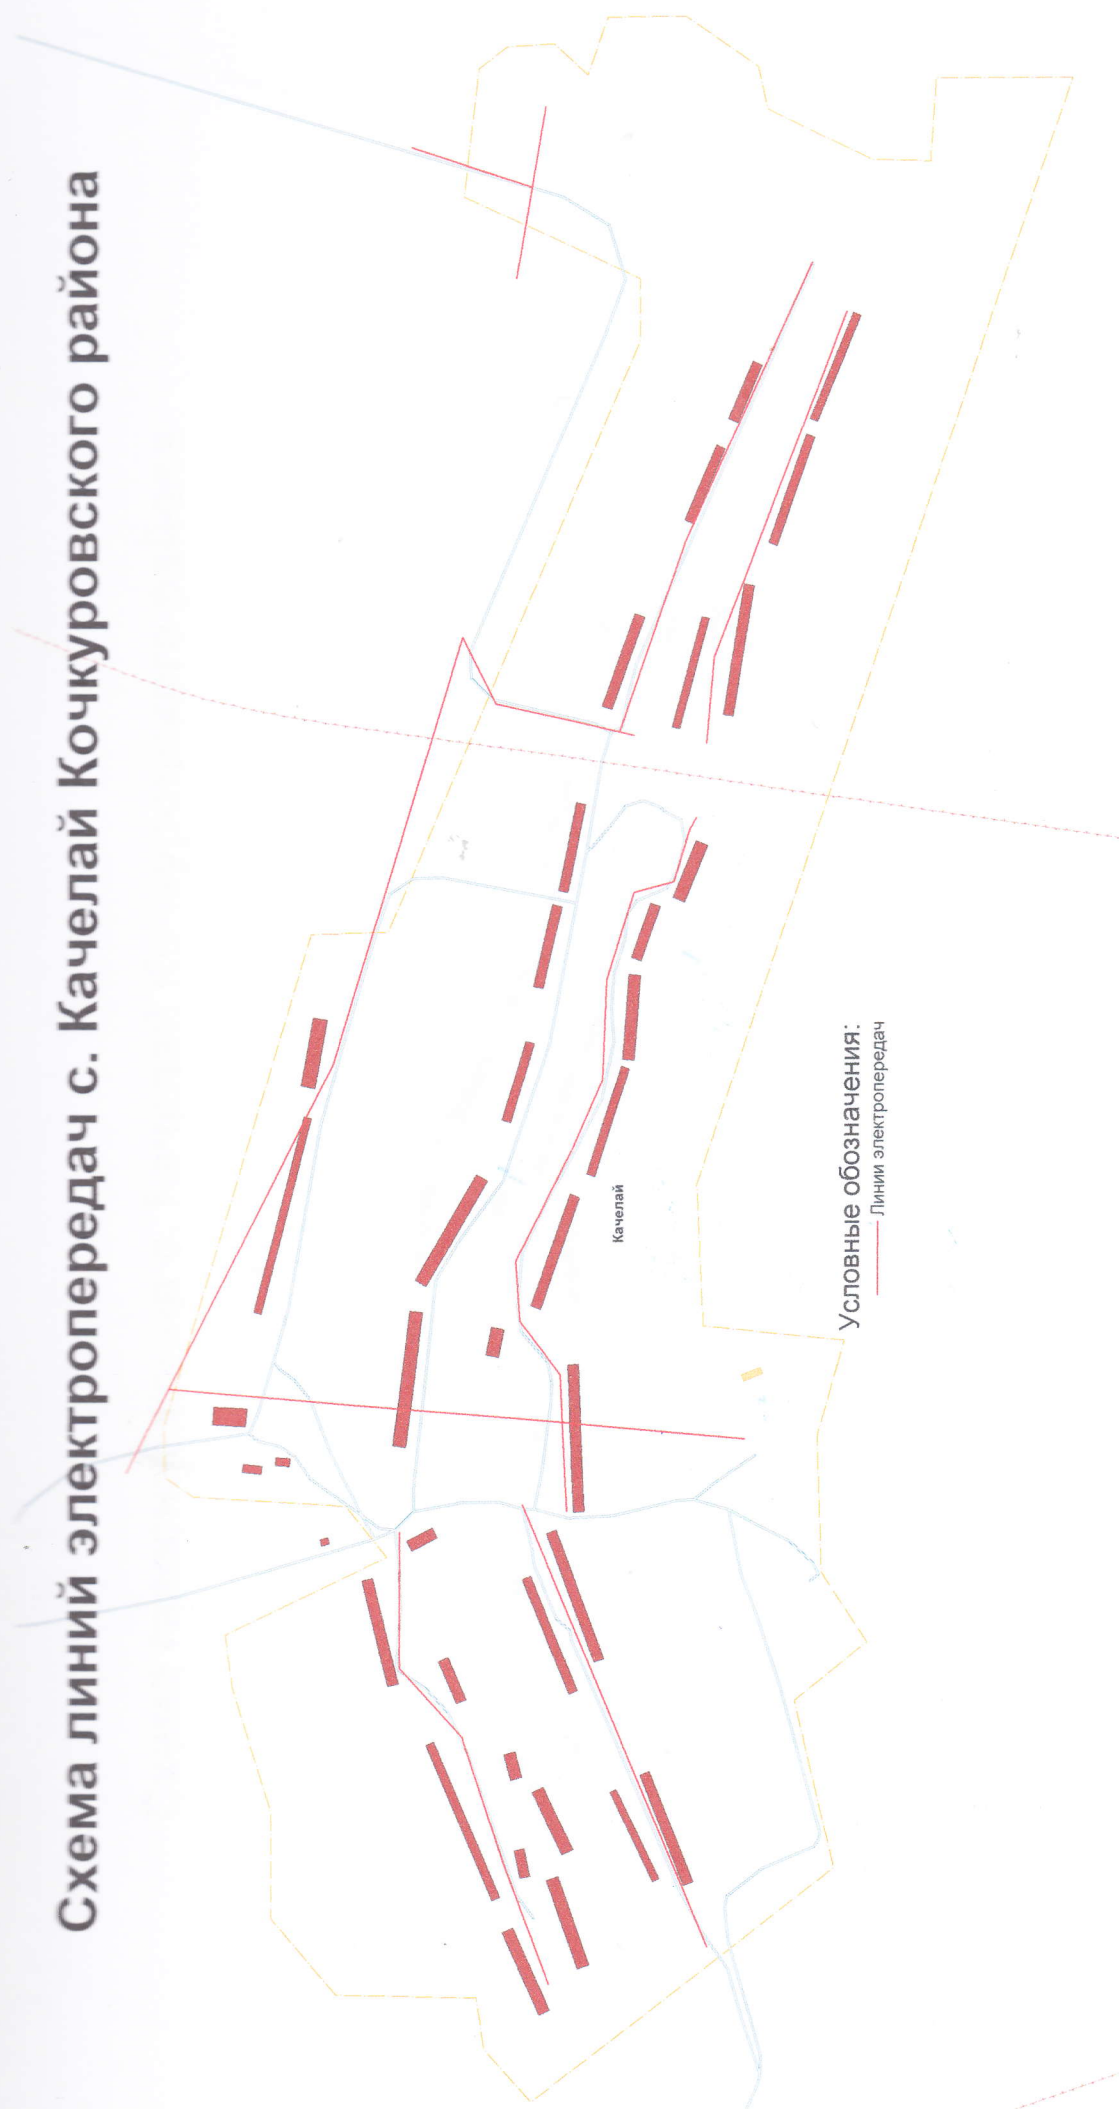 Схема линий электропередач с. Качелай Кочкуровского района
Качелай
Условные обозначения:
Линии электропередач